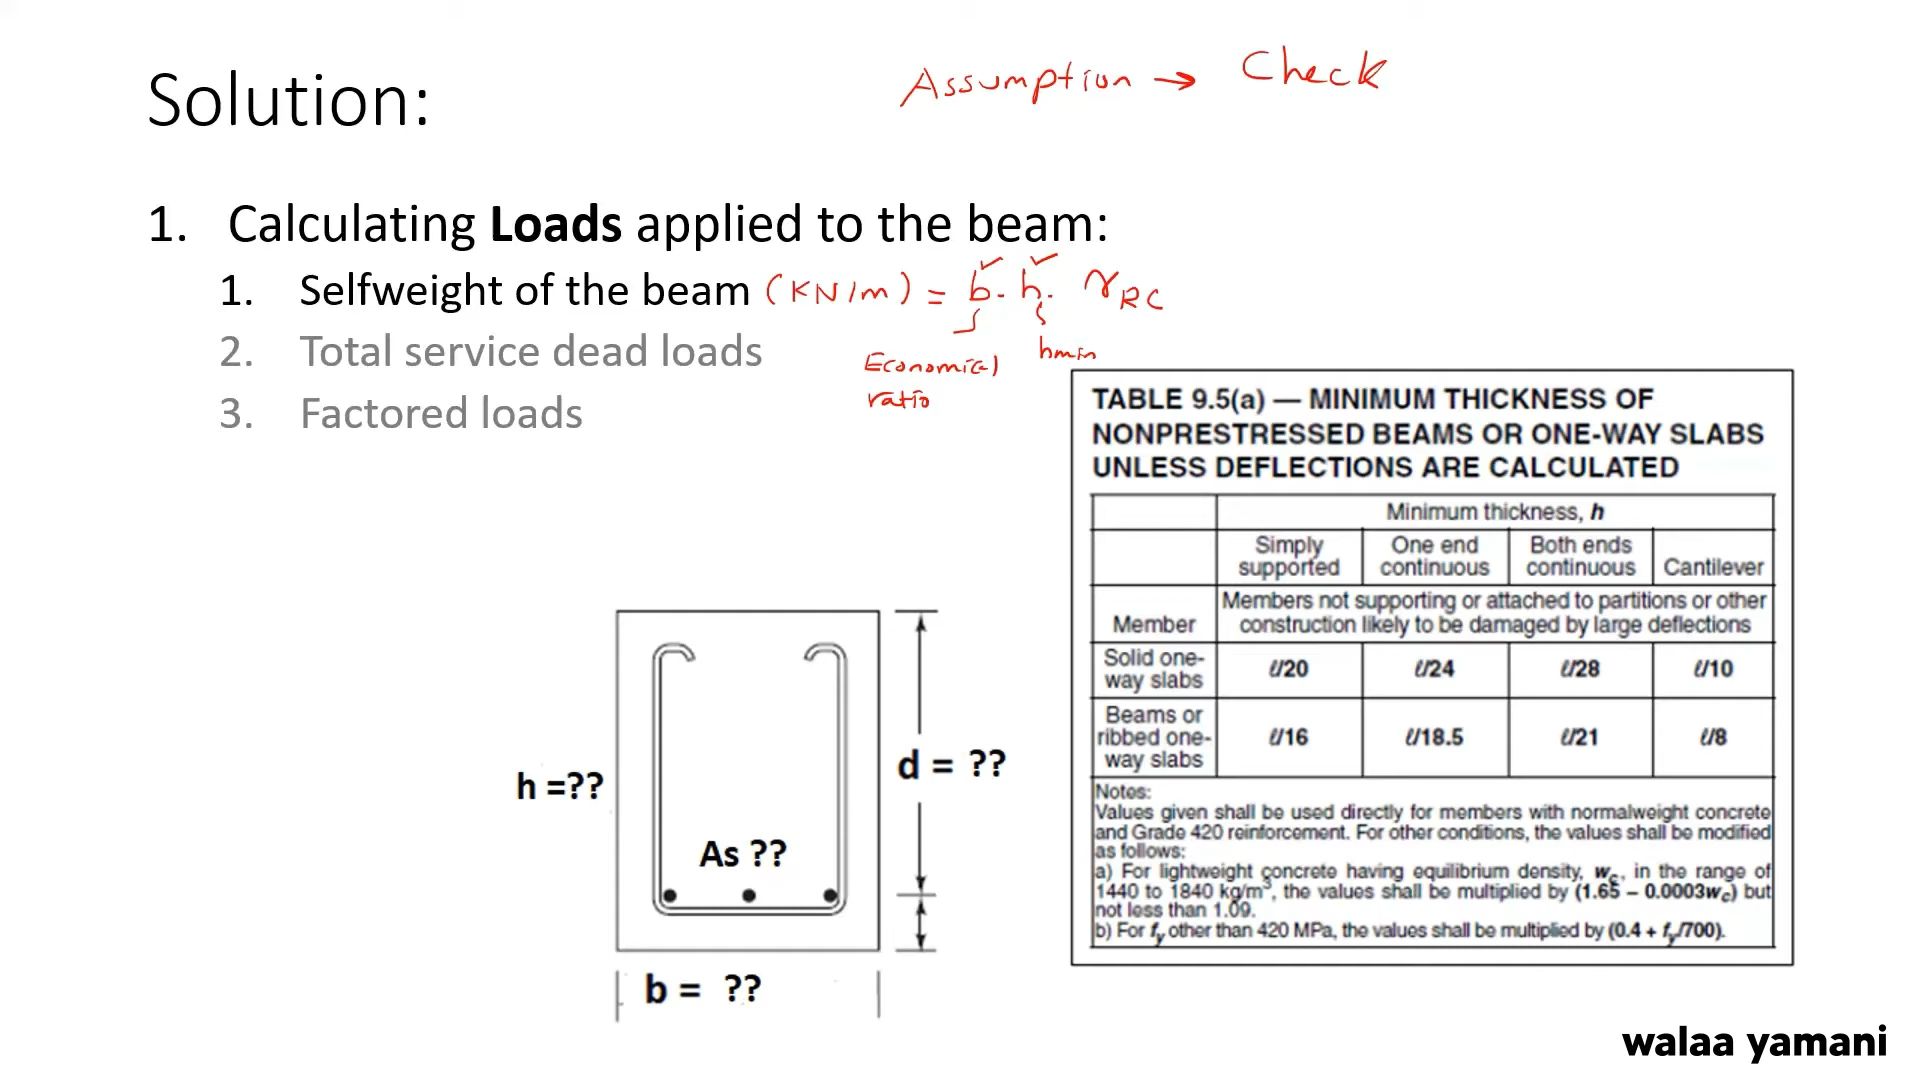 Solution:
Assumption → Check
1. Calculating Loads applied to the beam:
1. Selfweight of the beam (KN/m) = b. h. γRC
Economical ratio
hmin
2. Total service dead loads
3. Factored loads
TABLE 9.5(a) — MINIMUM THICKNESS OF
NONPRESTRESSED BEAMS OR ONE-WAY SLABS
UNLESS DEFLECTIONS ARE CALCULATED
Minimum thickness, h
Simply supported One end continuous Both ends continuous Cantilever
Member
Members not supporting or attached to partitions or other
construction likely to be damaged by large deflections
Solid one-way slabs ℓ/20 ℓ/24 ℓ/28 ℓ/10
Beams or ribbed one-way slabs ℓ/16 ℓ/18.5 ℓ/21 ℓ/8
Notes:
Values given shall be used directly for members with normalweight concrete
and Grade 420 reinforcement. For other conditions, the values shall be modified
as follows:
a) For lightweight concrete having equilibrium density, wc, in the range of
1440 to 1840 kg/m³, the values shall be multiplied by (1.65 – 0.0003wc) but
not less than 1.09.
b) For fy other than 420 MPa, the values shall be multiplied by (0.4 + fy/700).
h =??
d = ??
As ??
b = ??
walaa yamani